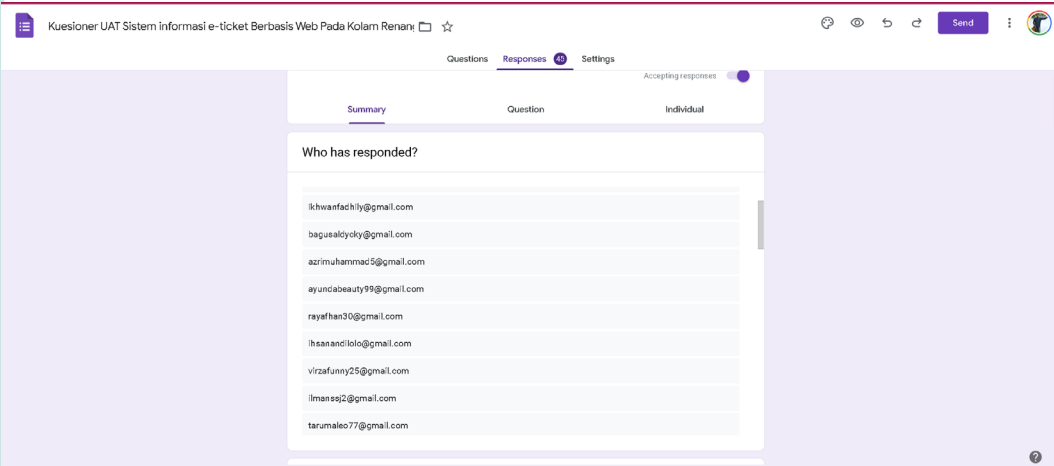 Kuesioner UAT Sistem informasi e-ticket Berbasis Web Pada Kolam Renang
Send
Questions Responses 45 Settings
Accepting responses
Summary Question Individual
Who has responded?
ikhwanfadhily@gmail.com
bagusaldycky@gmail.com
azrimuhammad5@gmail.com
ayundabeauty99@gmail.com
rayafhan30@gmail.com
ihsanandilolo@gmail.com
virzafunny25@gmail.com
ilmanssj2@gmail.com
tarumaleo77@gmail.com